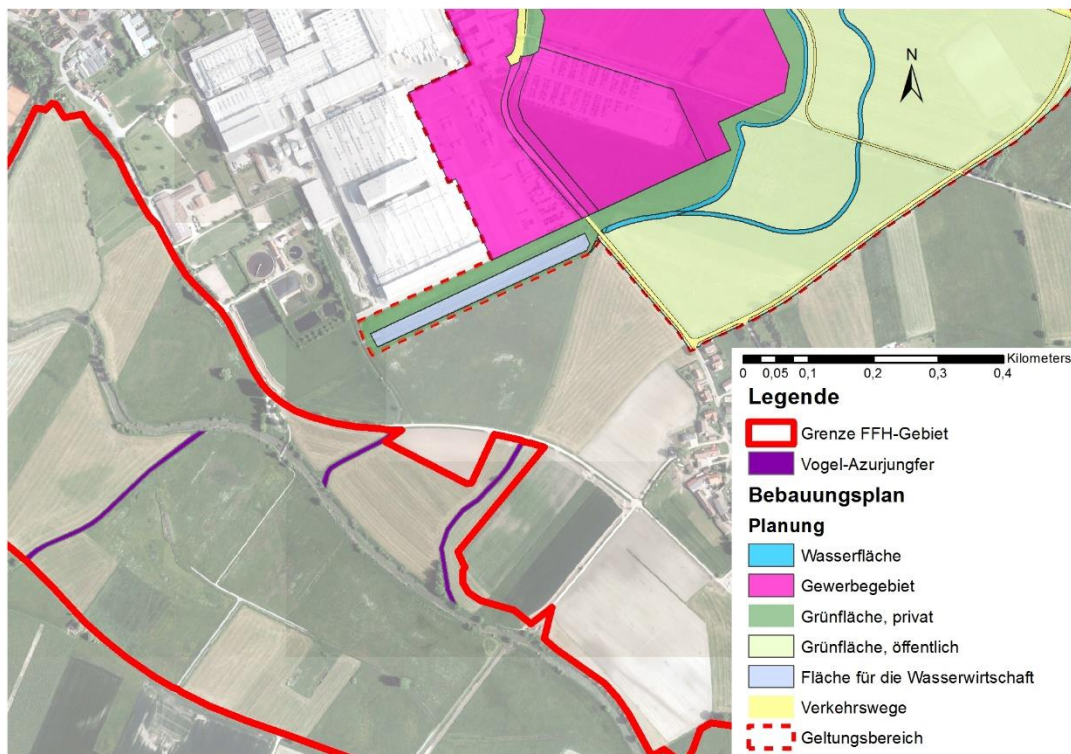 N
Kilometers
0 0,05 0,1 0,2 0,3 0,4
Legende
Grenze FFH-Gebiet
Vogel-Azurjungfer
Bebauungsplan
Planung
Wasserfläche
Gewerbegebiet
Grünfläche, privat
Grünfläche, öffentlich
Fläche für die Wasserwirtschaft
Verkehrswege
Geltungsbereich